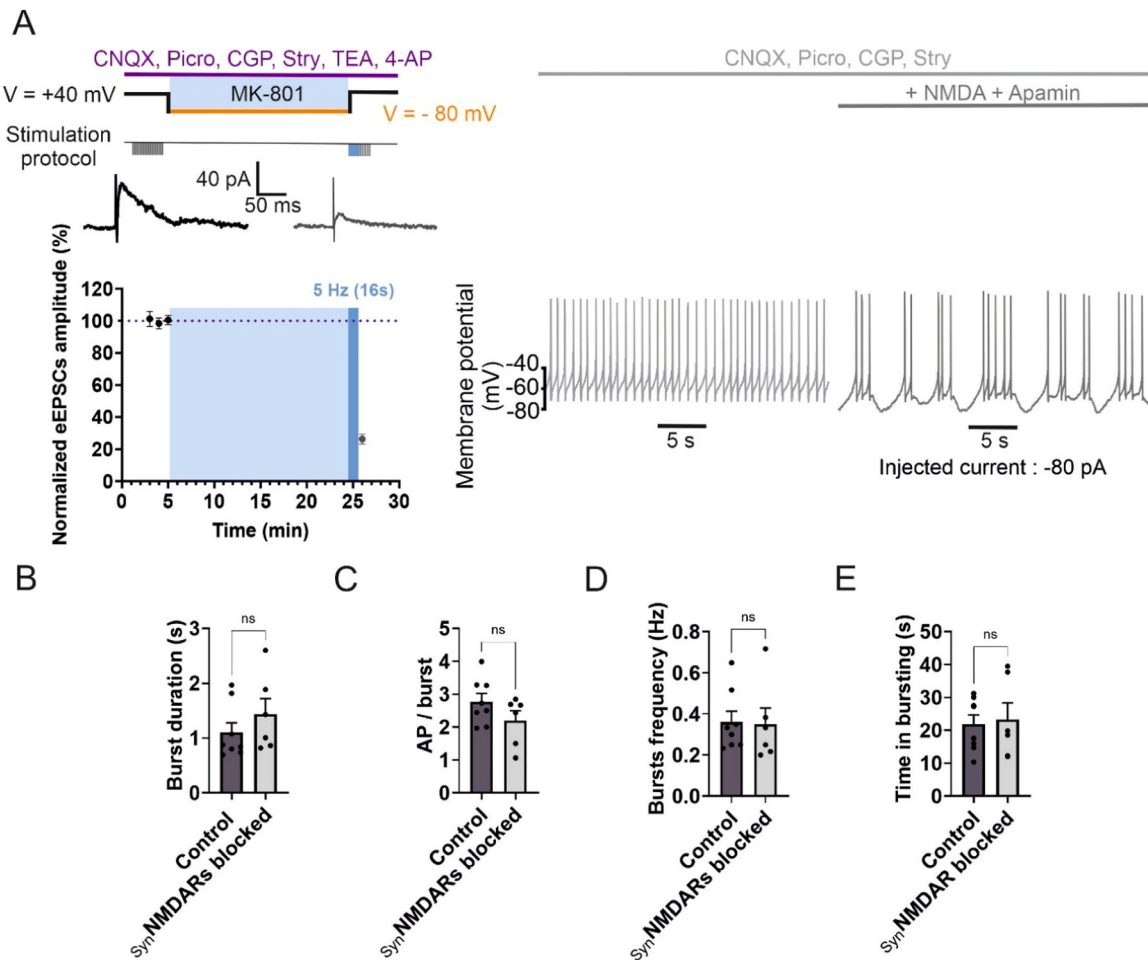 A
CNQX, Picro, CGP, Stry, TEA, 4-AP
V = +40 mV
MK-801
V = - 80 mV
Stimulation
protocol
40 pA
50 ms
Normalized eEPSCs amplitude (%)
120
100
80
60
40
20
0
5 Hz (16s)
0 5 10 15 20 25 30
Time (min)
CNQX, Picro, CGP, Stry
+ NMDA + Apamin
Membrane potential
(mV)
-40
-60
-80
5 s
5 s
Injected current : -80 pA
B
Burst duration (s)
3
2
1
0
ns
Control
SynNMDARs blocked
C
AP / burst
5
4
3
2
1
0
ns
Control
SynNMDARs blocked
D
Bursts frequency (Hz)
0.8
0.6
0.4
0.2
0.0
ns
Control
SynNMDARs blocked
E
Time in bursting (s)
50
40
30
20
10
0
ns
Control
SynNMDAR blocked